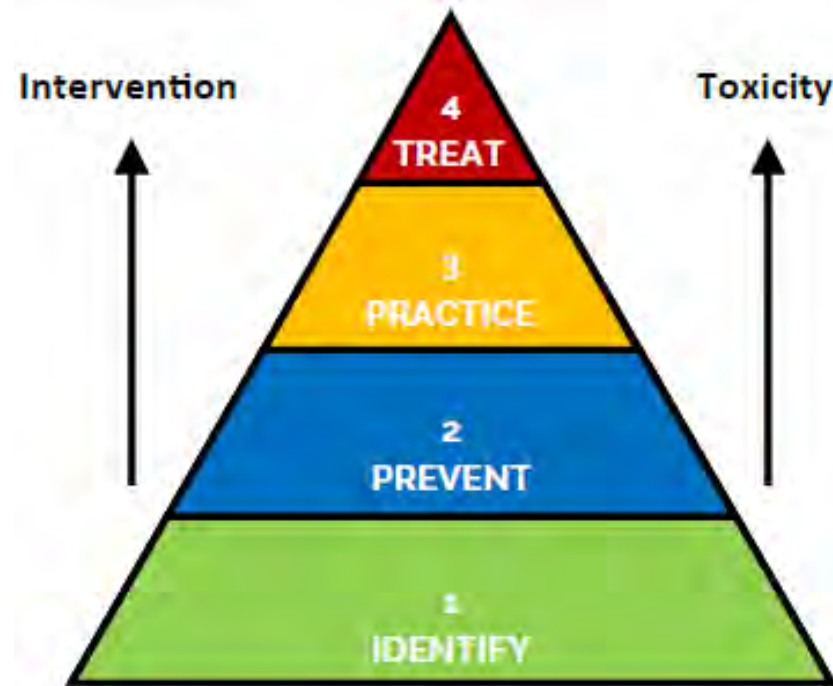 Intervention
Toxicity
4
TREAT
3
PRACTICE
2
PREVENT
1
IDENTIFY